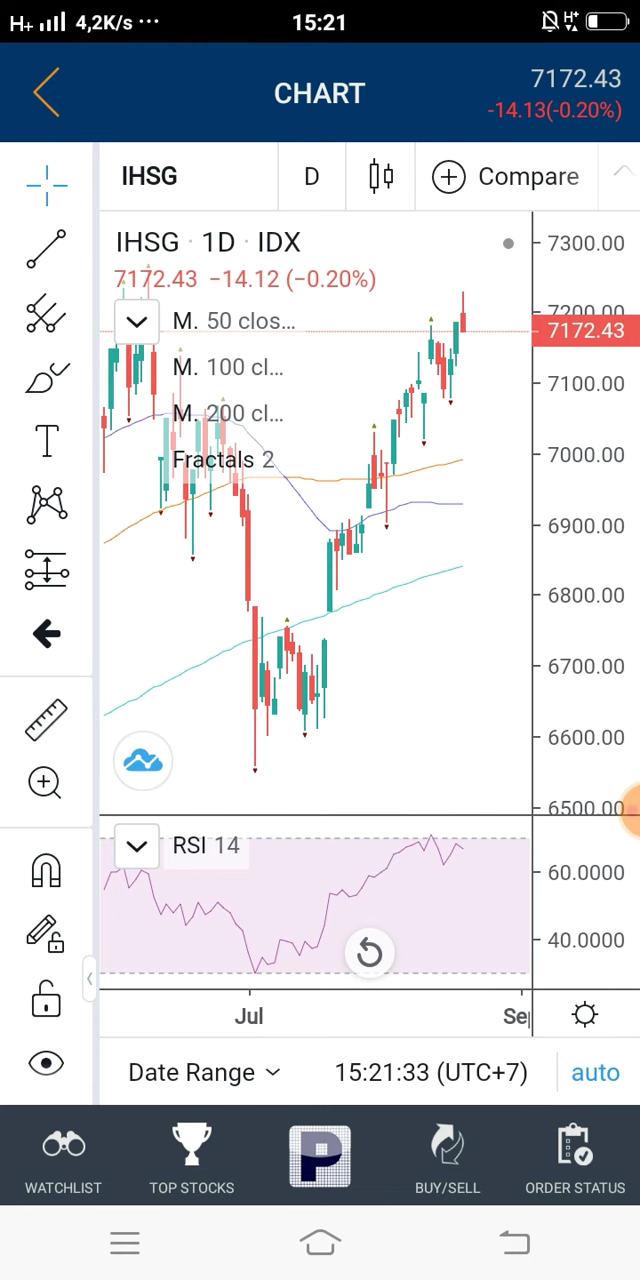 H+ 4,2K/s ··· 15:21 H+
CHART
7172.43
-14.13(-0.20%)
IHSG D Compare
IHSG · 1D · IDX
7172.43 −14.12 (−0.20%)
M. 50 clos...
M. 100 cl...
M. 200 cl...
Fractals 2
7300.00
7200.00
7172.43
7100.00
7000.00
6900.00
6800.00
6700.00
6600.00
6500.00
RSI 14
60.0000
40.0000
Jul Sep
Date Range 15:21:33 (UTC+7) auto
WATCHLIST TOP STOCKS P BUY/SELL ORDER STATUS